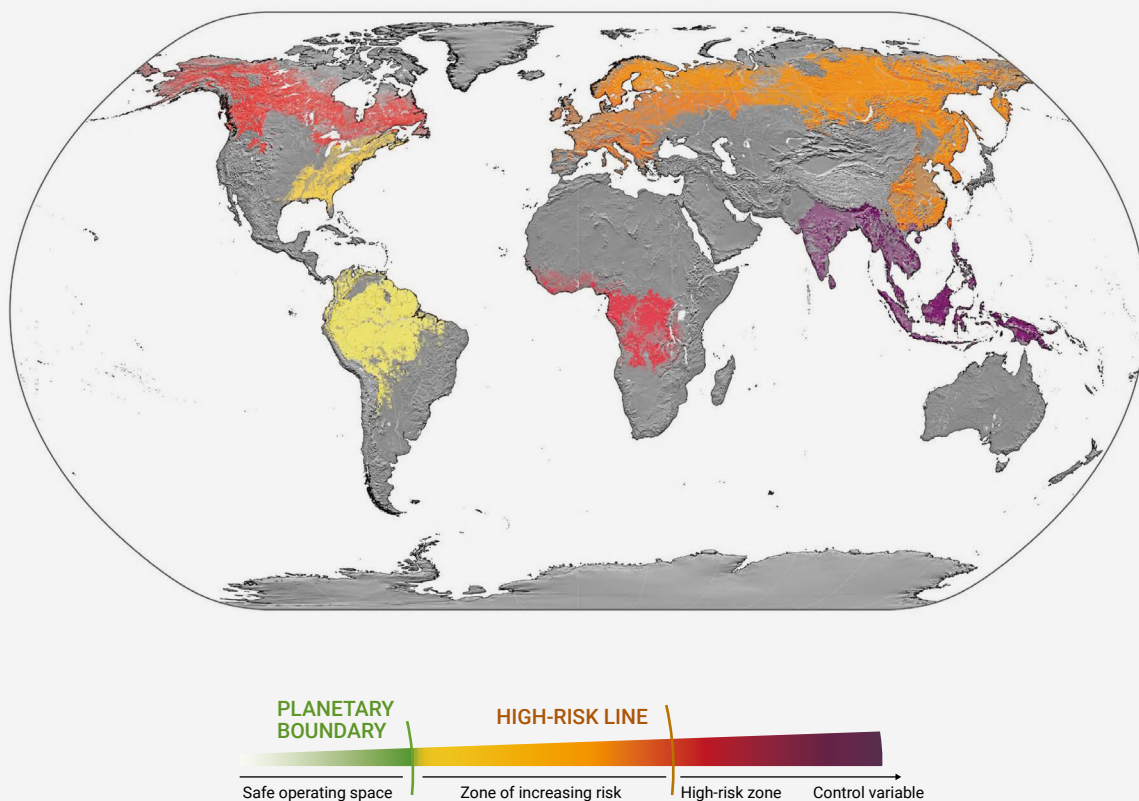 PLANETARY
BOUNDARY
HIGH-RISK LINE
Safe operating space
Zone of increasing risk
High-risk zone
Control variable